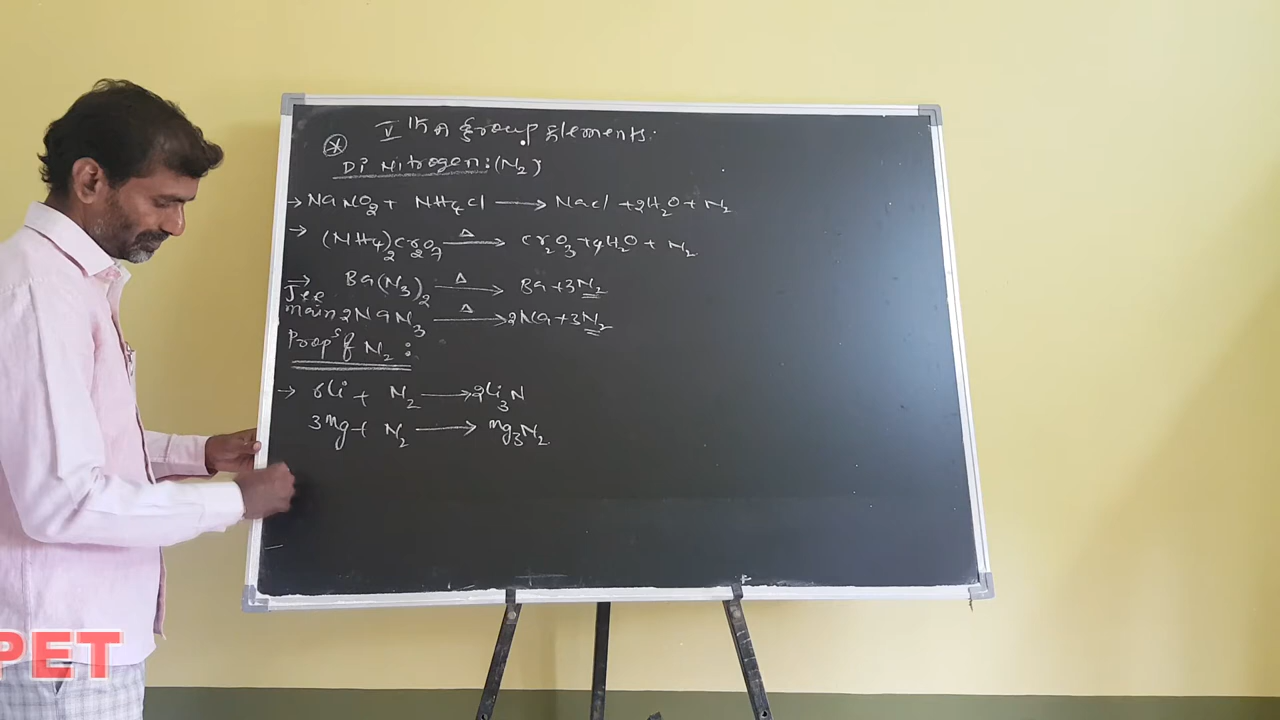 V th A group Elements:
Di Nitrogen: (N2)
→ NaNO2 + NH4Cl → NaCl + 2H2O + N2
→ (NH4)2Cr2O7 —Δ→ Cr2O3 + 4H2O + N2
→ Ba(N3)2 —Δ→ Ba + 3N2
Jee
main 2NaN3 —Δ→ 2Na + 3N2
Props of N2:
→ 6Li + N2 → 2Li3N
3Mg + N2 → Mg3N2
PET